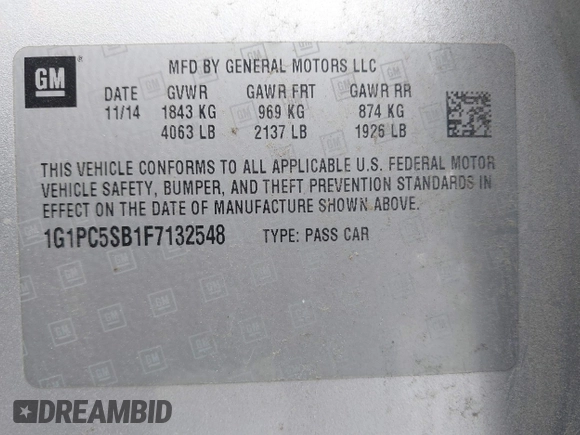 GM
MFD BY GENERAL MOTORS LLC
DATE GVWR GAWR FRT GAWR RR
11/14 1843 KG 969 KG 874 KG
4063 LB 2137 LB 1926 LB
THIS VEHICLE CONFORMS TO ALL APPLICABLE U.S. FEDERAL MOTOR
VEHICLE SAFETY, BUMPER, AND THEFT PREVENTION STANDARDS IN
EFFECT ON THE DATE OF MANUFACTURE SHOWN ABOVE.
1G1PC5SB1F7132548 TYPE: PASS CAR
DREAMBID